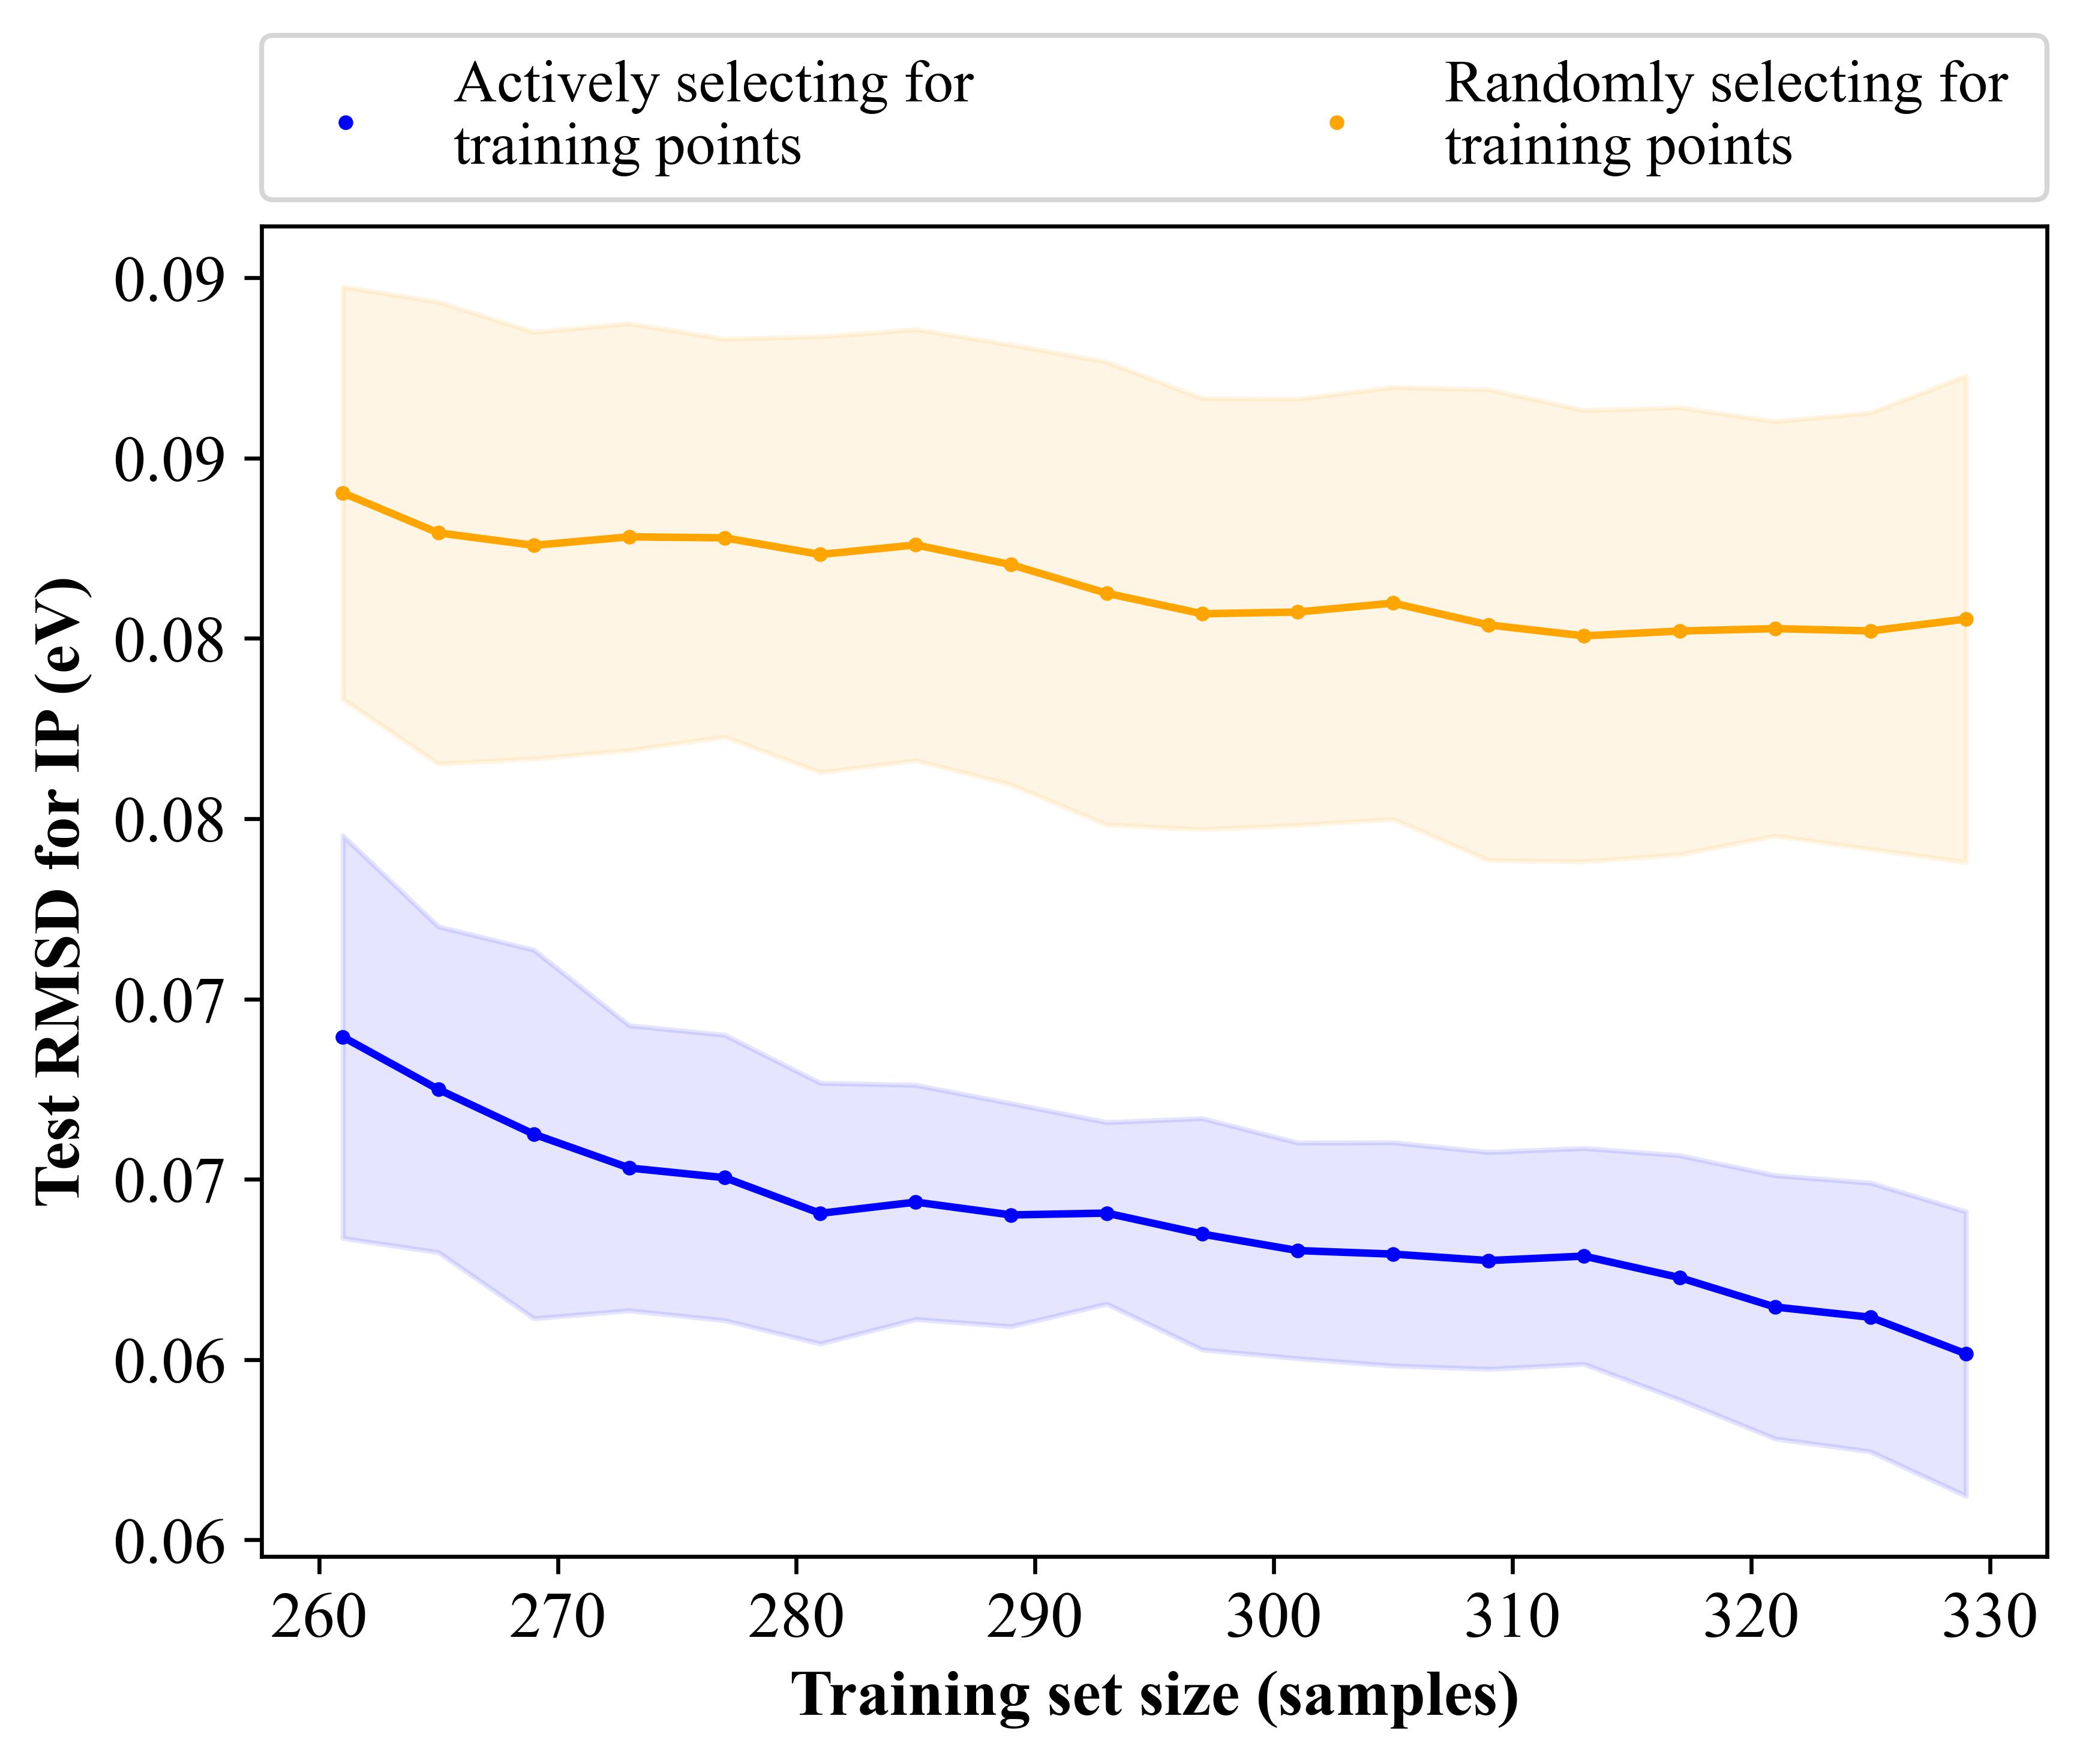 Actively selecting for
training points
Randomly selecting for
training points
0.09
0.09
0.08
0.08
0.07
0.07
0.06
0.06
Test RMSD for IP (eV)
260 270 280 290 300 310 320 330
Training set size (samples)